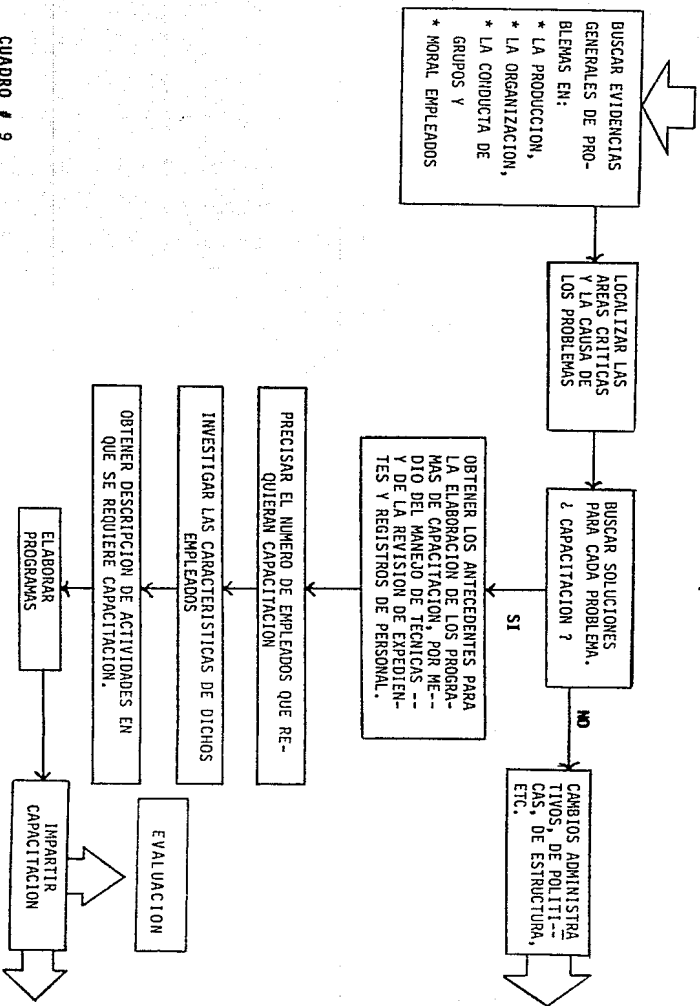 BUSCAR EVIDENCIAS
GENERALES DE PRO-
BLEMAS EN:
* LA PRODUCCION,
* LA ORGANIZACION,
* LA CONDUCTA DE
GRUPOS Y
* MORAL EMPLEADOS
LOCALIZAR LAS
AREAS CRITICAS
Y LA CAUSA DE
LOS PROBLEMAS
BUSCAR SOLUCIONES
PARA CADA PROBLEMA.
¿ CAPACITACION ?
NO
CAMBIOS ADMINISTRA
TIVOS, DE POLITI--
CAS, DE ESTRUCTURA,
ETC.
SI
OBTENER LOS ANTECEDENTES PARA
LA ELABORACION DE LOS PROGRA-
MAS DE CAPACITACION, POR ME--
DIO DEL MANEJO DE TECNICAS --
Y DE LA REVISION DE EXPEDIEN-
TES Y REGISTROS DE PERSONAL.
PRECISAR EL NUMERO DE EMPLEADOS QUE RE-
QUIERAN CAPACITACION
INVESTIGAR LAS CARACTERISTICAS DE DICHOS
EMPLEADOS
OBTENER DESCRIPCION DE ACTIVIDADES EN
QUE SE REQUIERE CAPACITACION.
ELABORAR
PROGRAMAS
IMPARTIR
CAPACITACION
EVALUACION
CUADRO # 9